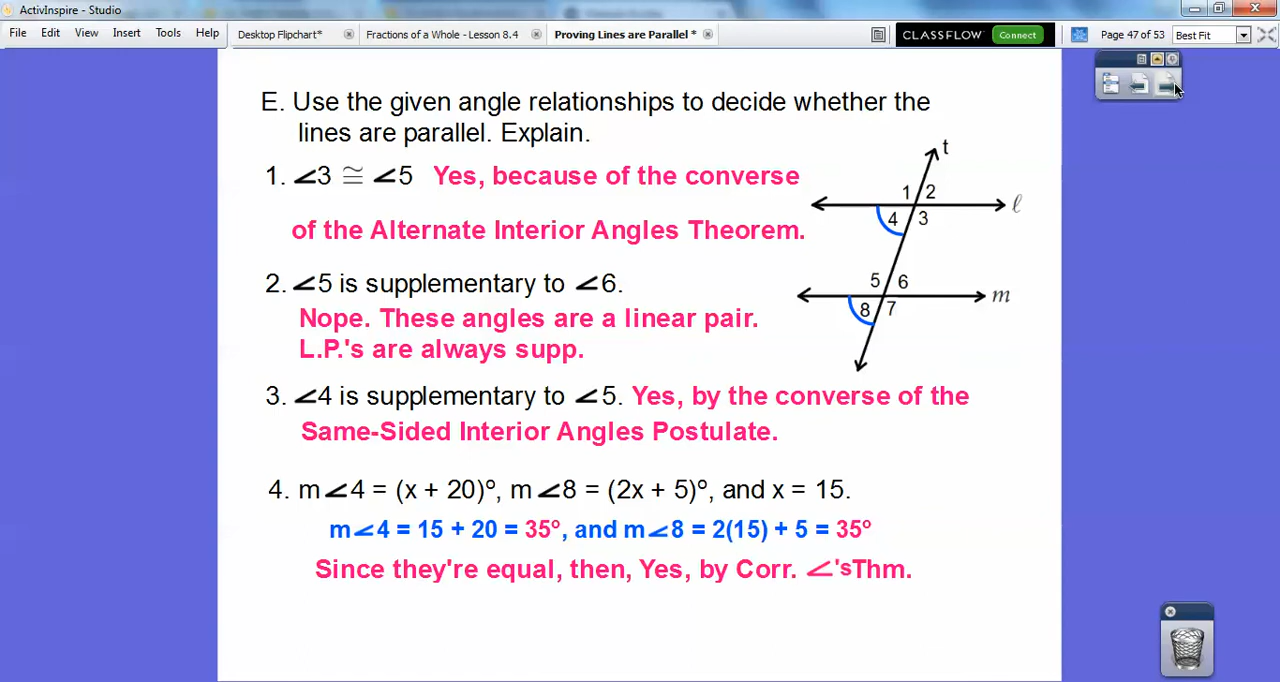 ActivInspire - Studio
File Edit View Insert Tools Help
Desktop Flipchart* Fractions of a Whole - Lesson 8.4 Proving Lines are Parallel *
CLASSFLOW Connect
Page 47 of 53 Best Fit
E. Use the given angle relationships to decide whether the
lines are parallel. Explain.
1. ∠3 ≅ ∠5 Yes, because of the converse
of the Alternate Interior Angles Theorem.
2. ∠5 is supplementary to ∠6.
Nope. These angles are a linear pair.
L.P.'s are always supp.
3. ∠4 is supplementary to ∠5. Yes, by the converse of the
Same-Sided Interior Angles Postulate.
4. m∠4 = (x + 20)º, m∠8 = (2x + 5)º, and x = 15.
m∠4 = 15 + 20 = 35º, and m∠8 = 2(15) + 5 = 35º
Since they're equal, then, Yes, by Corr. ∠'sThm.
t
1 2
ℓ
4 3
5 6
m
8 7